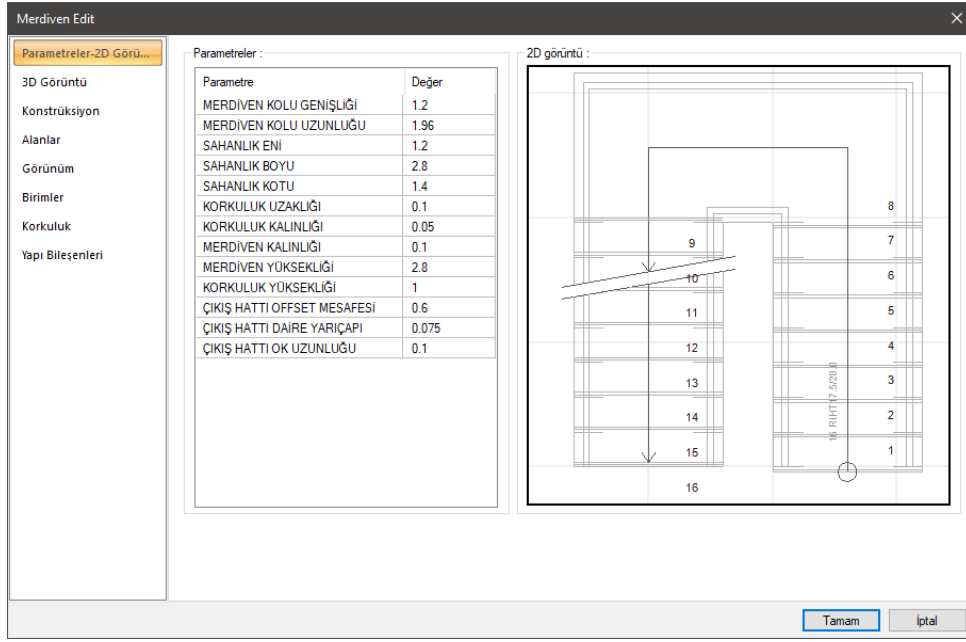 Merdiven Edit
Parametreler-2D Görü...
3D Görüntü
Konstrüksiyon
Alanlar
Görünüm
Birimler
Korkuluk
Yapı Bileşenleri
Parametreler :
Parametre Değer
MERDİVEN KOLU GENİŞLİĞİ 1.2
MERDİVEN KOLU UZUNLUĞU 1.96
SAHANLIK ENİ 1.2
SAHANLIK BOYU 2.8
SAHANLIK KOTU 1.4
KORKULUK UZAKLIĞI 0.1
KORKULUK KALINLIĞI 0.05
MERDİVEN KALINLIĞI 0.1
MERDİVEN YÜKSEKLİĞİ 2.8
KORKULUK YÜKSEKLİĞİ 1
ÇIKIŞ HATTI OFFSET MESAFESİ 0.6
ÇIKIŞ HATTI DAİRE YARIÇAPI 0.075
ÇIKIŞ HATTI OK UZUNLUĞU 0.1
2D görüntü :
8
9 7
10 6
11 5
12 4
13 3
14 2
15 1
16
16 RIHT17.5/28.0
Tamam İptal